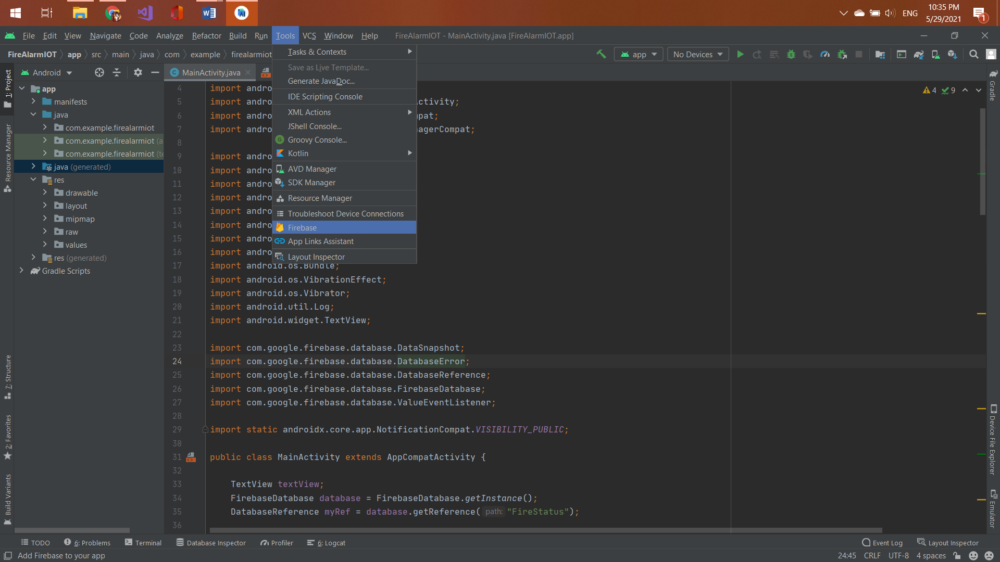 ENG
10:35 PM
5/29/2021
1
File Edit View Navigate Code Analyze Refactor Build Run Tools VCS Window Help FireAlarmIOT - MainActivity.java [FireAlarmIOT.app]
FireAlarmIOT app src main java com example firealarmiot
app No Devices
Android
MainActivity.java
Tasks & Contexts
Save as Live Template...
Generate JavaDoc...
IDE Scripting Console
XML Actions
JShell Console...
Groovy Console...
Kotlin
AVD Manager
SDK Manager
Resource Manager
Troubleshoot Device Connections
Firebase
App Links Assistant
Layout Inspector
1: Project
Resource Manager
7: Structure
2: Favorites
Build Variants
app
manifests
java
com.example.firealarmiot
com.example.firealarmiot (a
com.example.firealarmiot (te
java (generated)
res
drawable
layout
mipmap
raw
values
res (generated)
Gradle Scripts
4 import andro
5 import andro ctivity;
6 import andro mpat;
7 import andro nagerCompat;
8
9 import andro
10 import andro
11 import andro
12 import andro
13 import andro
14 import andro
15 import andro
16 import andro
17 import android.os.Bundle;
18 import android.os.VibrationEffect;
19 import android.os.Vibrator;
20 import android.util.Log;
21 import android.widget.TextView;
22
23 import com.google.firebase.database.DataSnapshot;
24 import com.google.firebase.database.DatabaseError;
25 import com.google.firebase.database.DatabaseReference;
26 import com.google.firebase.database.FirebaseDatabase;
27 import com.google.firebase.database.ValueEventListener;
28
29 import static androidx.core.app.NotificationCompat.VISIBILITY_PUBLIC;
30
31 public class MainActivity extends AppCompatActivity {
32
33 TextView textView;
34 FirebaseDatabase database = FirebaseDatabase.getInstance();
35 DatabaseReference myRef = database.getReference( path: "FireStatus");
36
4 9
Gradle
Device File Explorer
Emulator
TODO 6: Problems Terminal Database Inspector Profiler 6: Logcat Event Log Layout Inspector
Add Firebase to your app 24:45 CRLF UTF-8 4 spaces